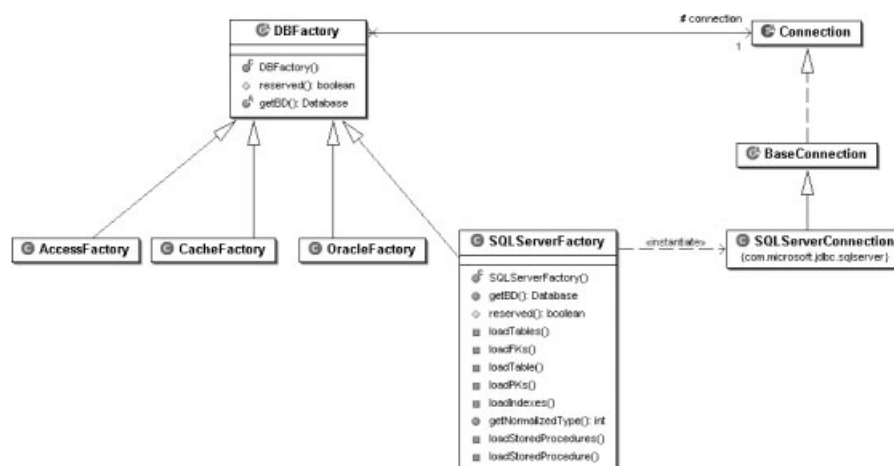 DBFactory
# connection
1
Connection
DBFactory()
reserved(): boolean
getBD(): Database
BaseConnection
AccessFactory
CacheFactory
OracleFactory
SQLServerFactory
«instantiate»
SQLServerConnection
{com.microsoft.jdbc.sqlserver}
SQLServerFactory()
getBD(): Database
reserved(): boolean
loadTables()
loadFKs()
loadTable()
loadPKs()
loadIndexes()
getNormalizedType(): int
loadStoredProcedures()
loadStoredProcedure()